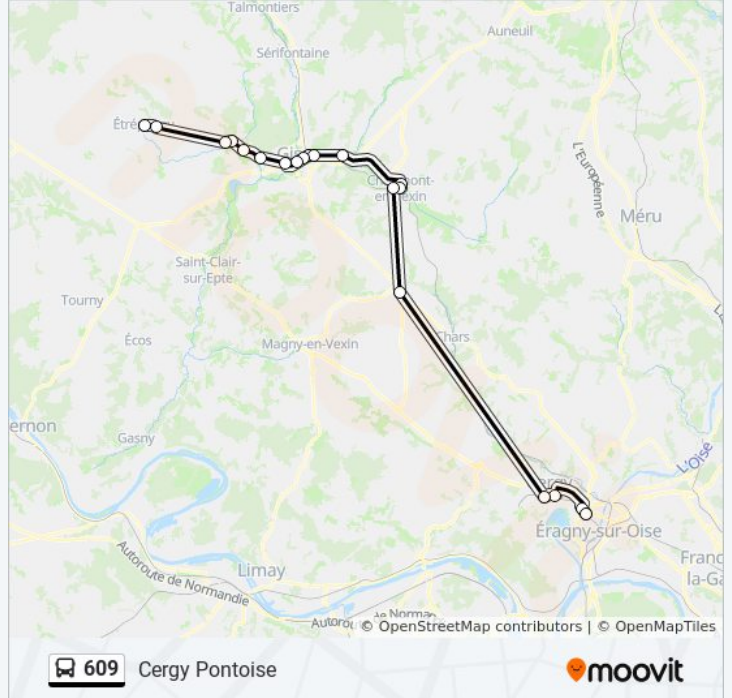 Talmontiers
Auneuil
Sérifontaine
Étré
Gis
Chaumont-
en-Vexin
L'Européenne
Méru
Saint-Clair-
sur-Epte
Tourny
Écos
Magny-en-Vexin
Chars
ernon
Gasny
L'Oise
Cergy
Éragny-sur-Oise
Autoroute de Normandie
Limay
Franc
la-Ga
© OpenStreetMap contributors | © OpenMapTiles
609 Cergy Pontoise
moovit